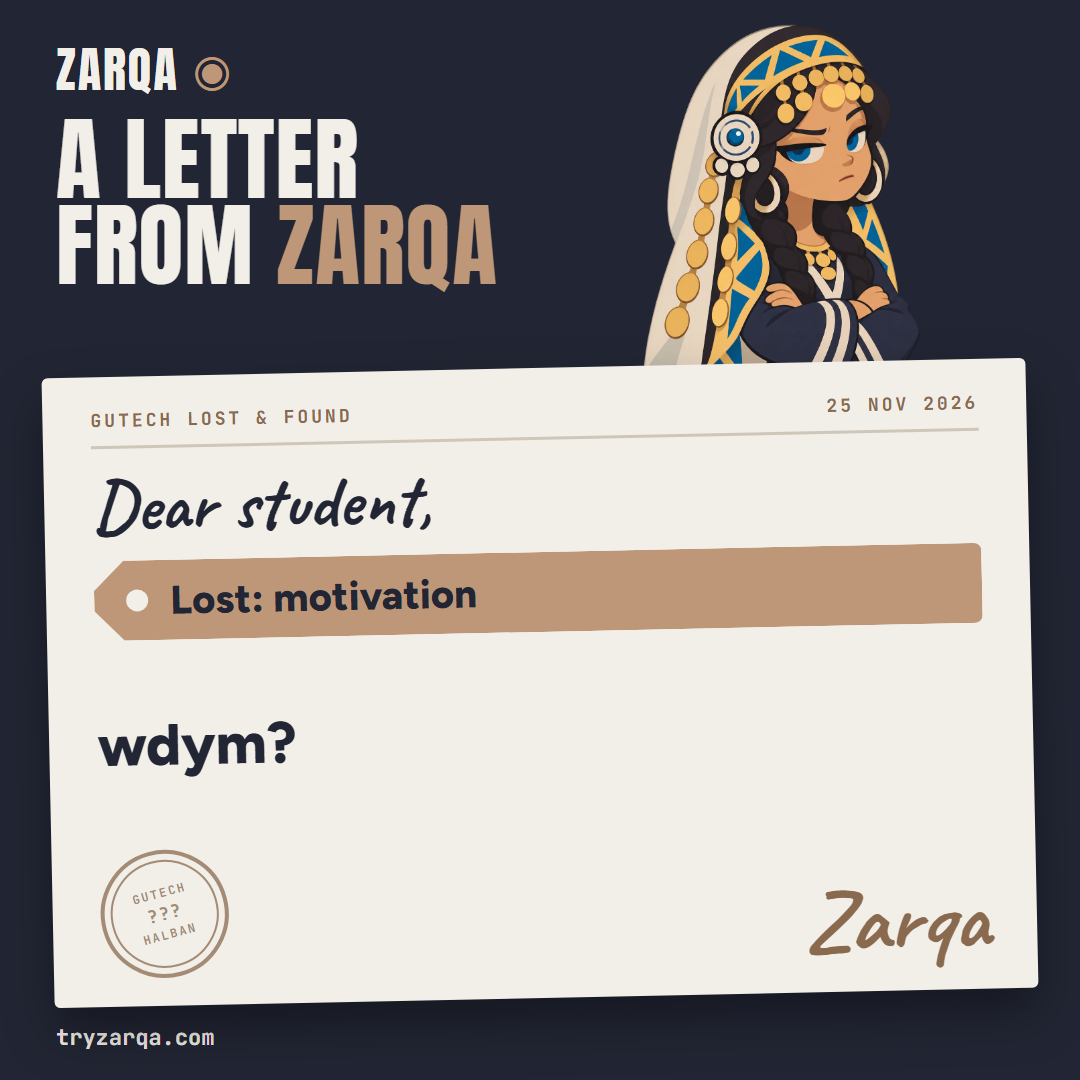 ZARQA
A LETTER
FROM ZARQA
GUTECH LOST & FOUND
25 NOV 2026
Dear student,
Lost: motivation
wdym?
GUTECH
???
HALBAN
Zarqa
tryzarqa.com